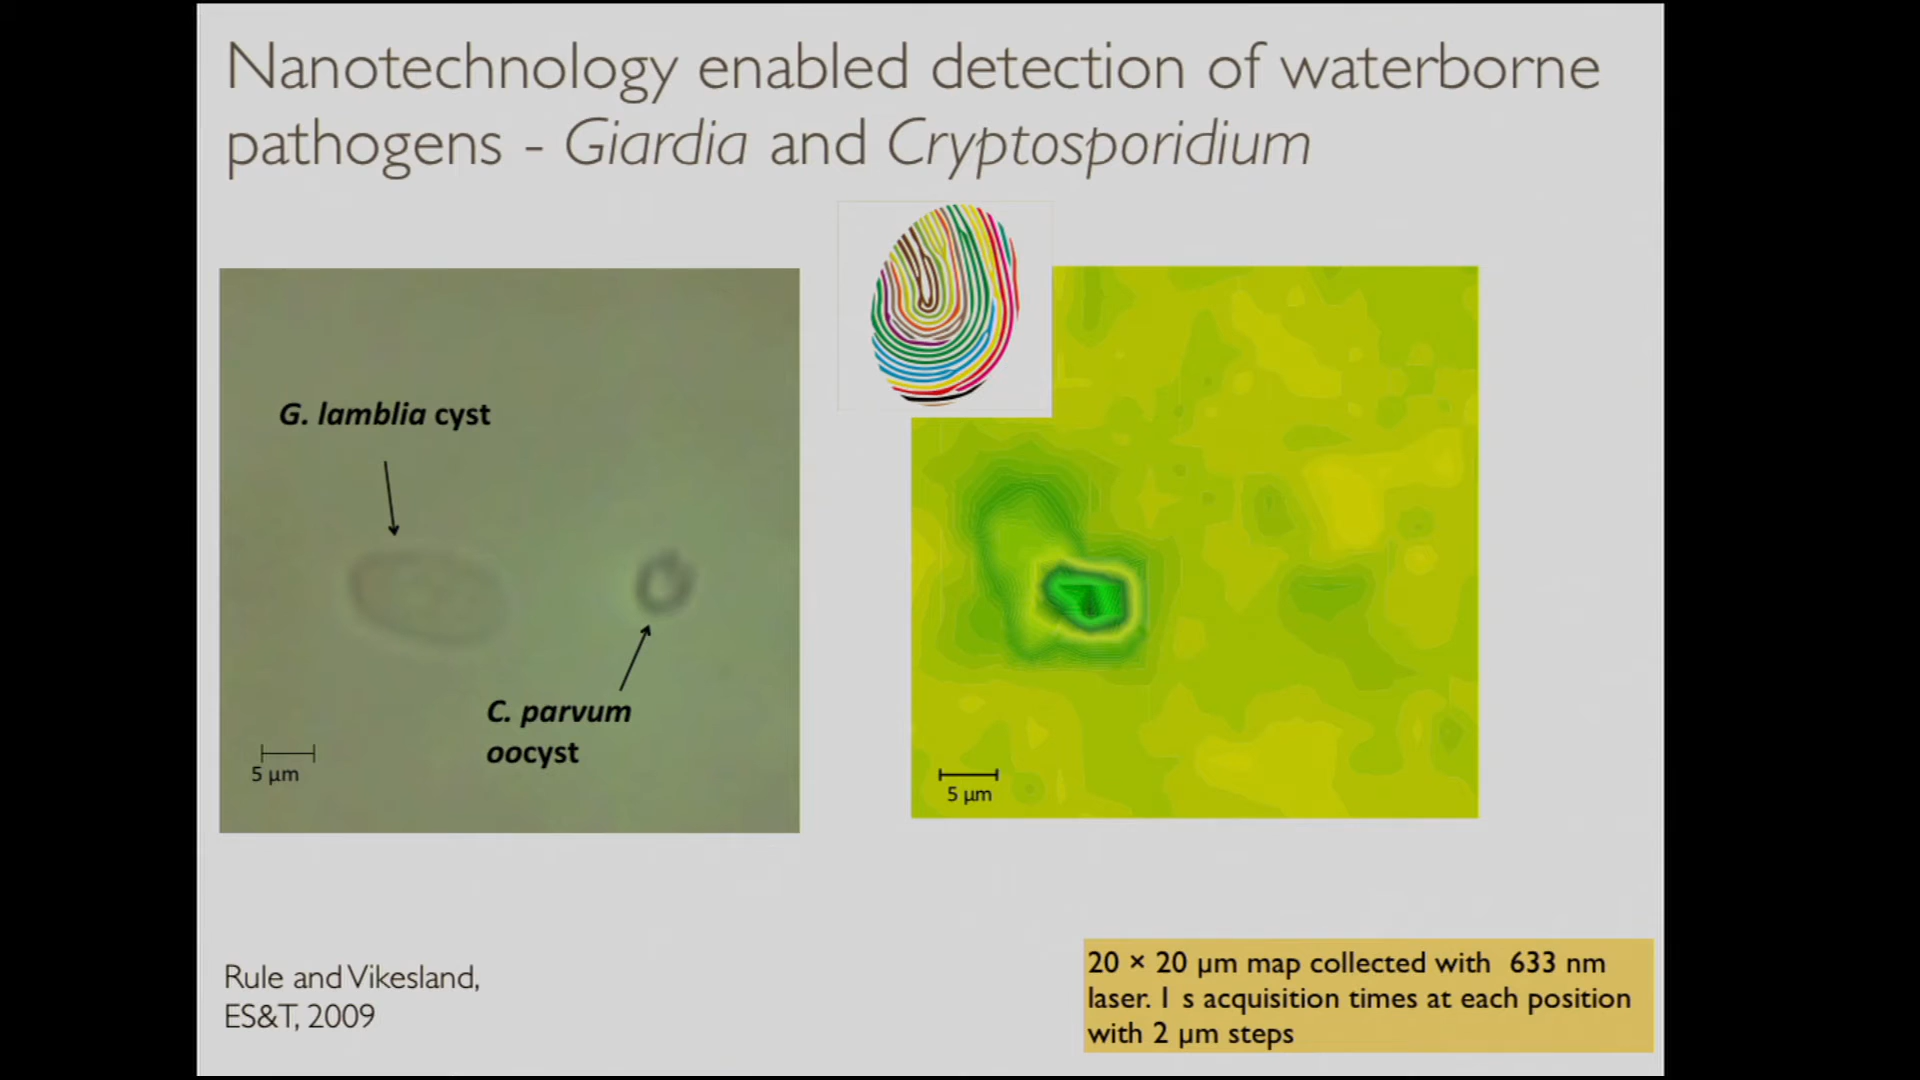 Nanotechnology enabled detection of waterborne
pathogens - Giardia and Cryptosporidium
G. lamblia cyst
C. parvum
oocyst
5 µm
5 µm
Rule and Vikesland,
ES&T, 2009
20 × 20 µm map collected with 633 nm
laser. 1 s acquisition times at each position
with 2 µm steps